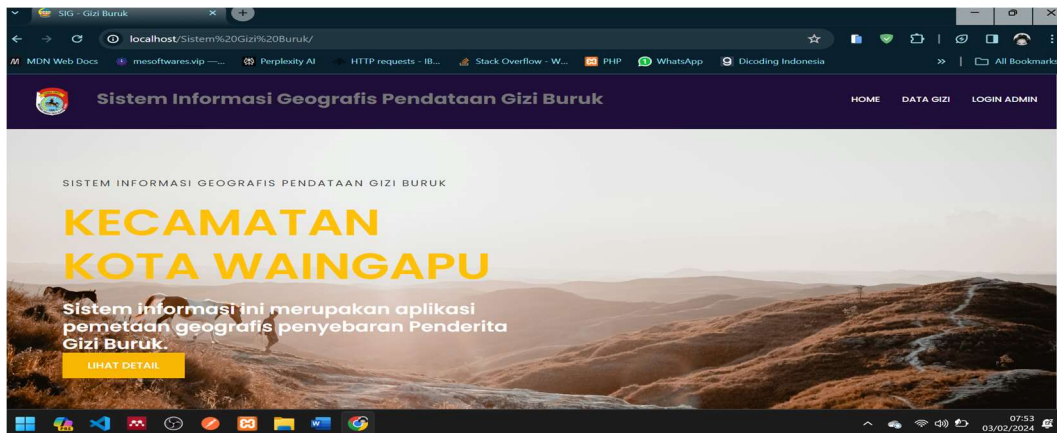 SIG - Gizi Buruk
localhost/Sistem%20Gizi%20Buruk/
MDN Web Docs mesoftwares.vip —... Perplexity AI HTTP requests - IB... Stack Overflow - W... PHP WhatsApp Dicoding Indonesia » All Bookmarks
Sistem Informasi Geografis Pendataan Gizi Buruk HOME DATA GIZI LOGIN ADMIN
SISTEM INFORMASI GEOGRAFIS PENDATAAN GIZI BURUK
KECAMATAN
KOTA WAINGAPU
Sistem informasi ini merupakan aplikasi
pemetaan geografis penyebaran Penderita
Gizi Buruk.
LIHAT DETAIL
07:53
03/02/2024